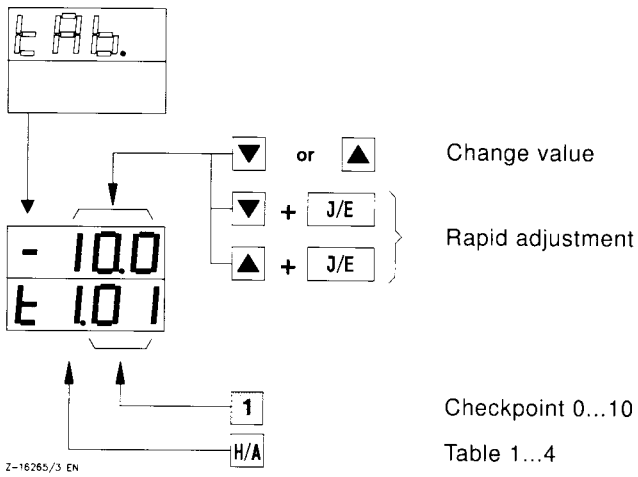 tAb.
▼ or ▲ Change value
▼ + J/E
Rapid adjustment
▲ + J/E
- 10.0
t 1.01
1 Checkpoint 0...10
H/A Table 1...4
Z-16265/3 EN